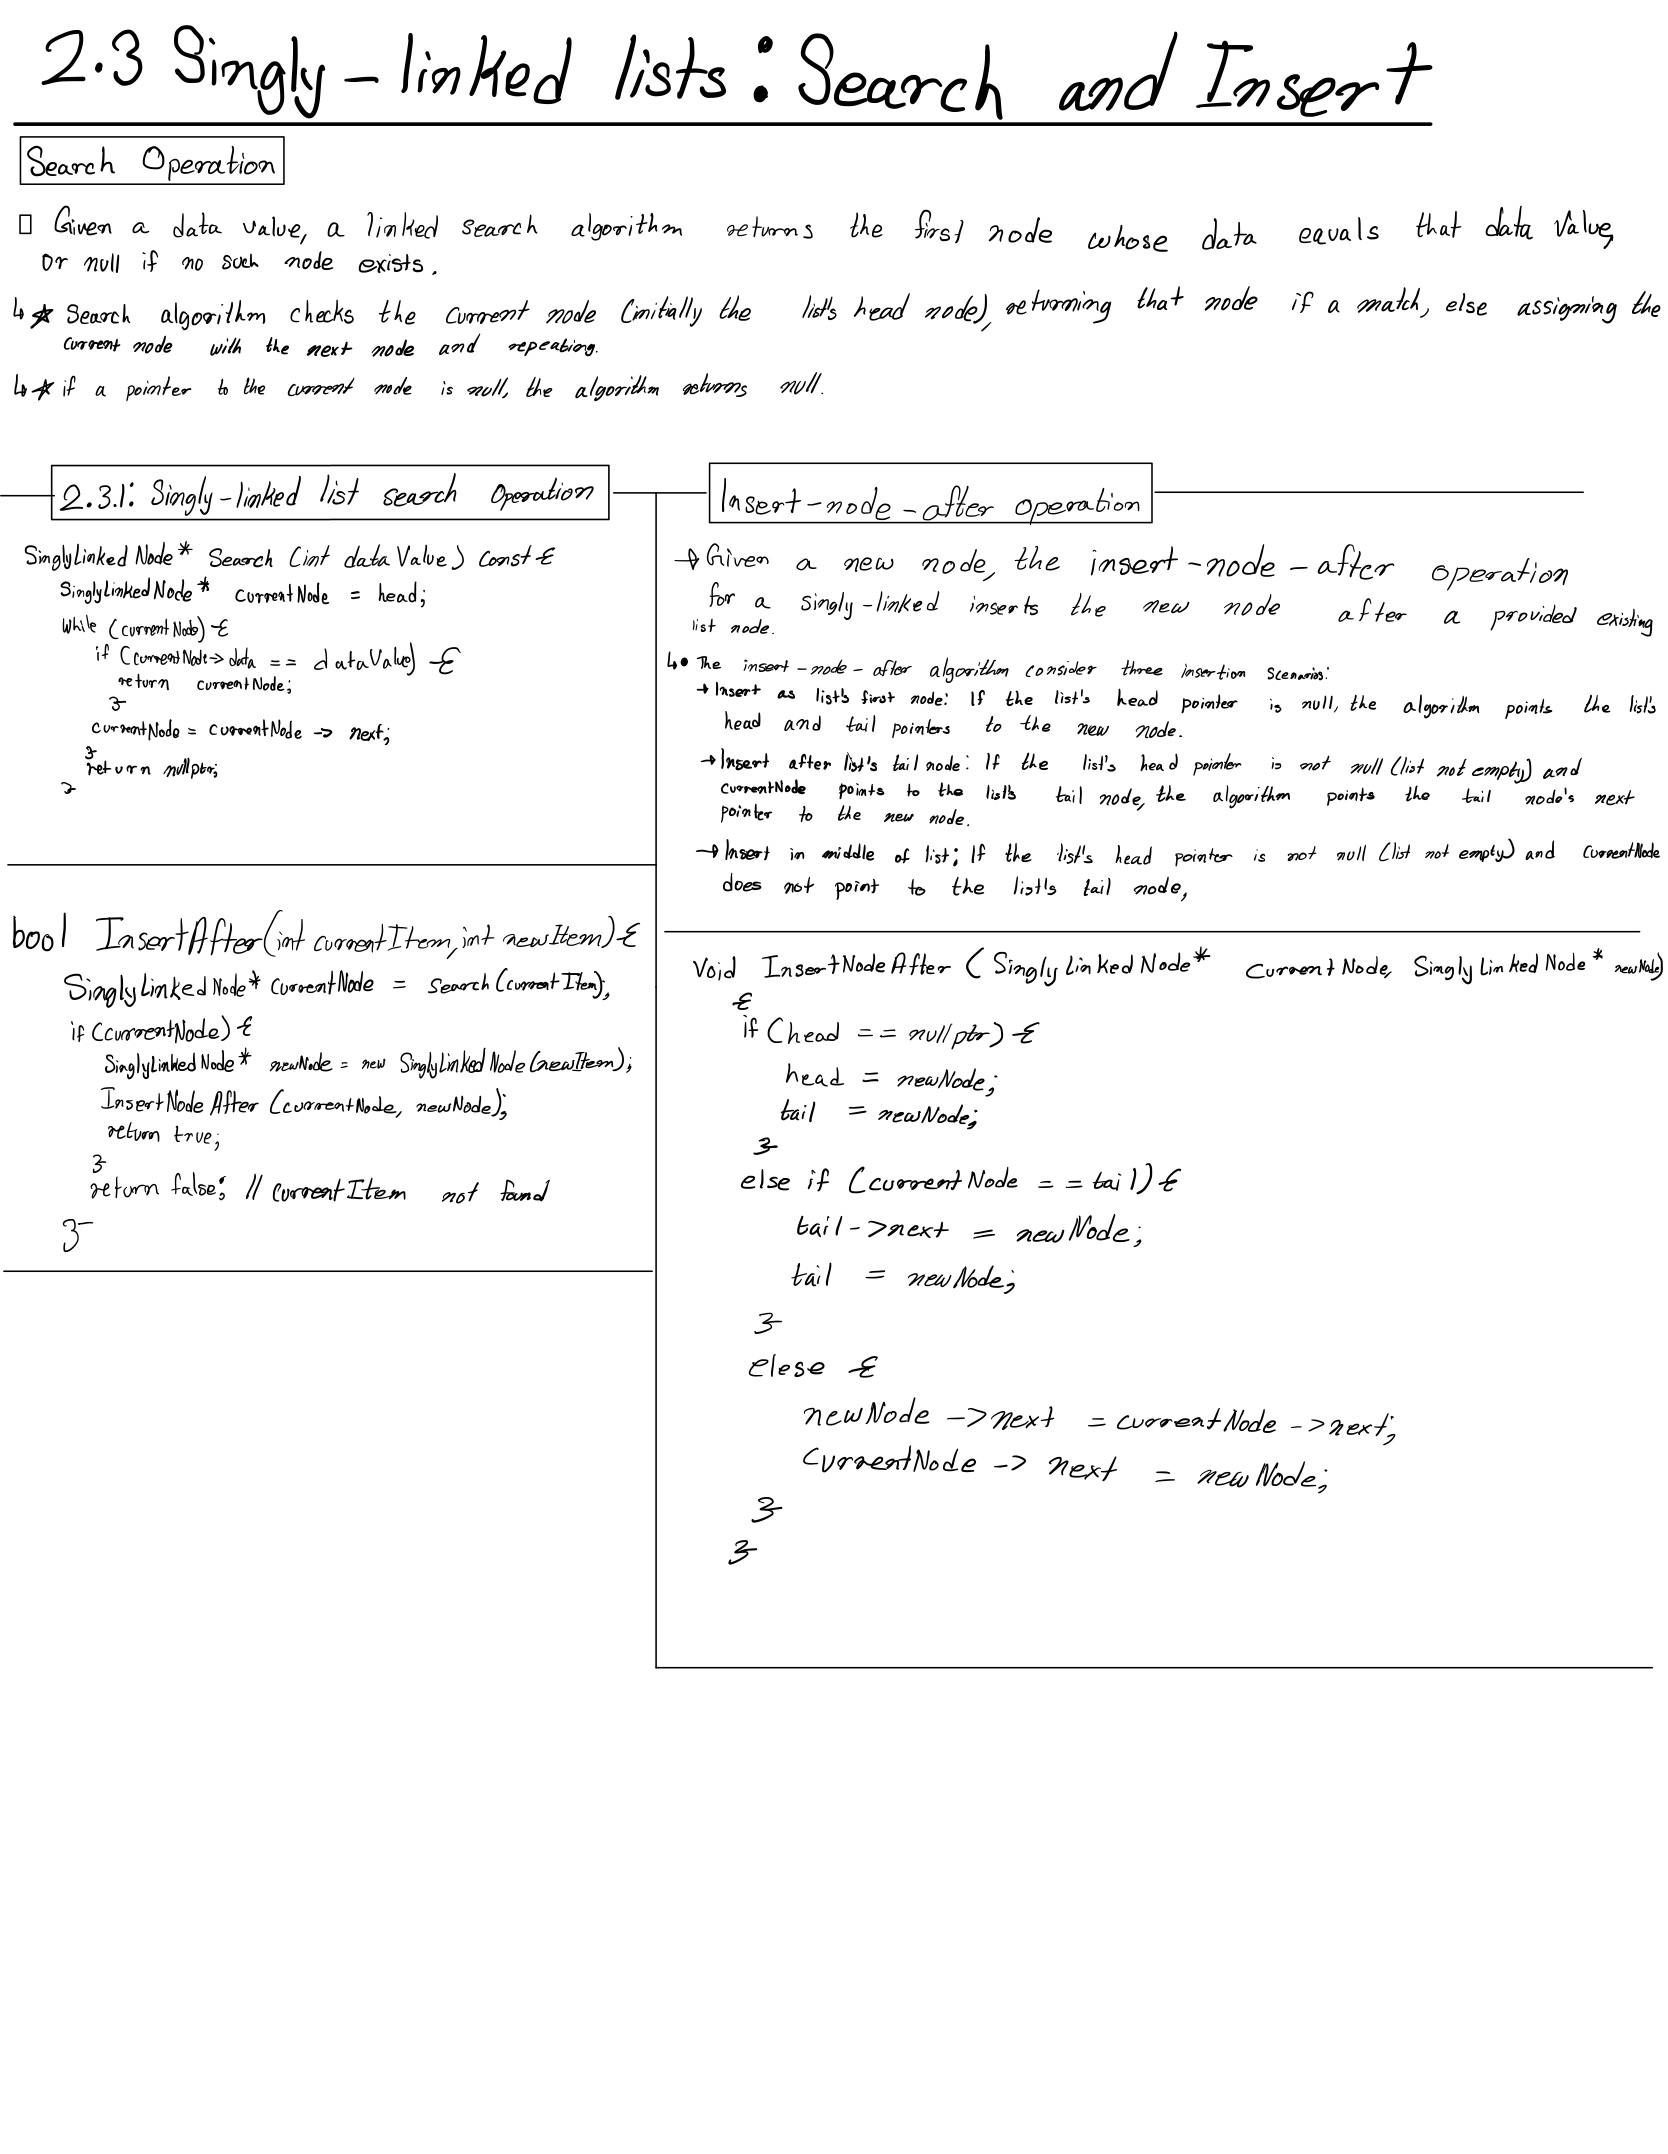 2.3 Singly-linked lists: Search and Insert
Search Operation
Given a data value, a linked search algorithm returns the first node whose data equals that data Value,
or null if no such node exists.
↳★ Search algorithm checks the current node (initially the list's head node), returning that node if a match, else assigning the
current node with the next node and repeating.
↳★ if a pointer to the current node is null, the algorithm returns null.
2.3.1: Singly-linked list search Operation
SinglyLinkedNode* Search (int dataValue) const {
SinglyLinkedNode* currentNode = head;
while (currentNode) {
if (currentNode->data == dataValue) {
return currentNode;
}
currentNode = currentNode -> next;
}
return nullptr;
}
bool InsertAfter(int currentItem, int newItem) {
SinglyLinkedNode* currentNode = search(currentItem);
if (currentNode) {
SinglyLinkedNode* newNode = new SinglyLinkedNode(newItem);
InsertNodeAfter (currentNode, newNode);
return true;
}
return false; // currentItem not found
}
Insert-node-after operation
→ Given a new node, the insert-node-after operation
for a singly-linked inserts the new node after a provided existing
list node.
↳• The insert-node-after algorithm consider three insertion scenarios:
→ Insert as list's first node: If the list's head pointer is null, the algorithm points the list's
head and tail pointers to the new node.
→ Insert after list's tail node: If the list's head pointer is not null (list not empty) and
currentNode points to the list's tail node, the algorithm points the tail node's next
pointer to the new node.
→ Insert in middle of list; If the list's head pointer is not null (list not empty) and currentNode
does not point to the list's tail node,
Void InsertNodeAfter (SinglyLinkedNode* currentNode, SinglyLinkedNode* newNode)
{
if (head == nullptr) {
head = newNode;
tail = newNode;
}
else if (currentNode == tail) {
tail->next = newNode;
tail = newNode;
}
elese {
newNode ->next = currentNode ->next;
currentNode -> next = newNode;
}
}